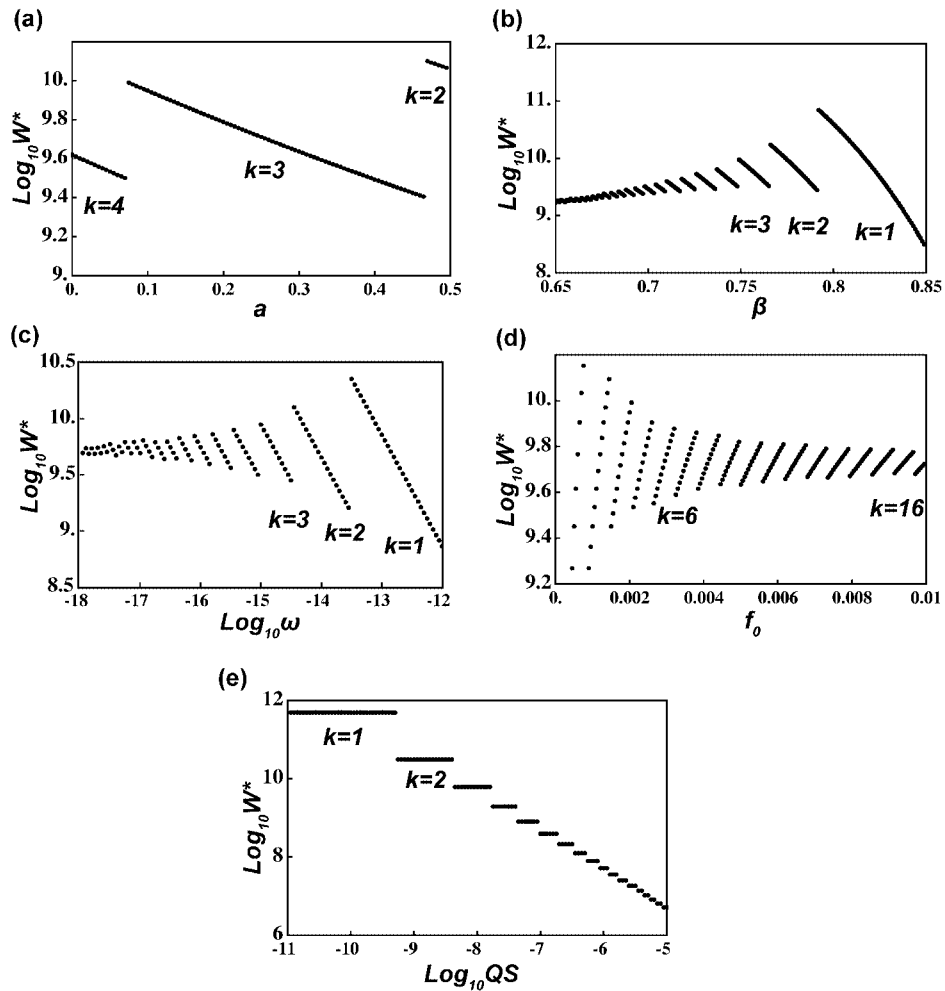 (a)
Log10W*
10.
9.8
9.6
9.4
9.
k=4
k=3
k=2
0.
0.1
0.2
0.3
0.4
0.5
a
(b)
Log10W*
12.
11.
10.
9.
8.
k=3
k=2
k=1
0.65
0.7
0.75
0.8
0.85
β
(c)
Log10W*
10.5
10.
9.5
9.
8.5
k=3
k=2
k=1
-18
-17
-16
-15
-14
-13
-12
Log10ω
(d)
Log10W*
10.
9.8
9.6
9.4
9.2
k=6
k=16
0.
0.002
0.004
0.006
0.008
0.01
f0
(e)
Log10W*
12
10
8
6
k=1
k=2
-11
-10
-9
-8
-7
-6
-5
Log10QS